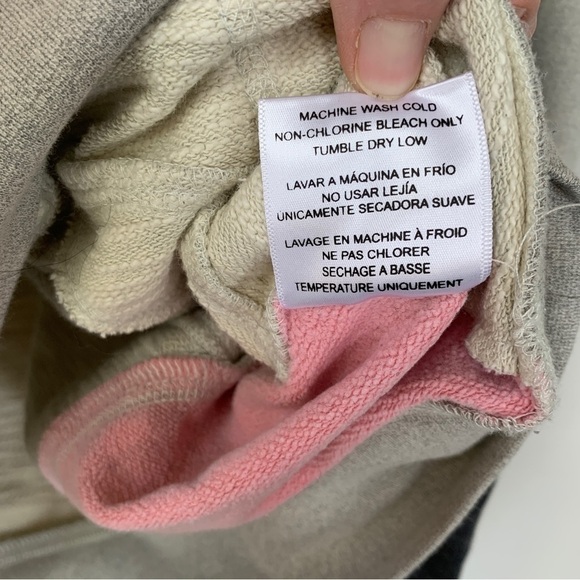 MACHINE WASH COLD
NON-CHLORINE BLEACH ONLY
TUMBLE DRY LOW
LAVAR A MÁQUINA EN FRÍO
NO USAR LEJÍA
ÚNICAMENTE SECADORA SUAVE
LAVAGE EN MACHINE À FROID
NE PAS CHLORER
SECHAGE A BASSE
TEMPERATURE UNIQUEMENT